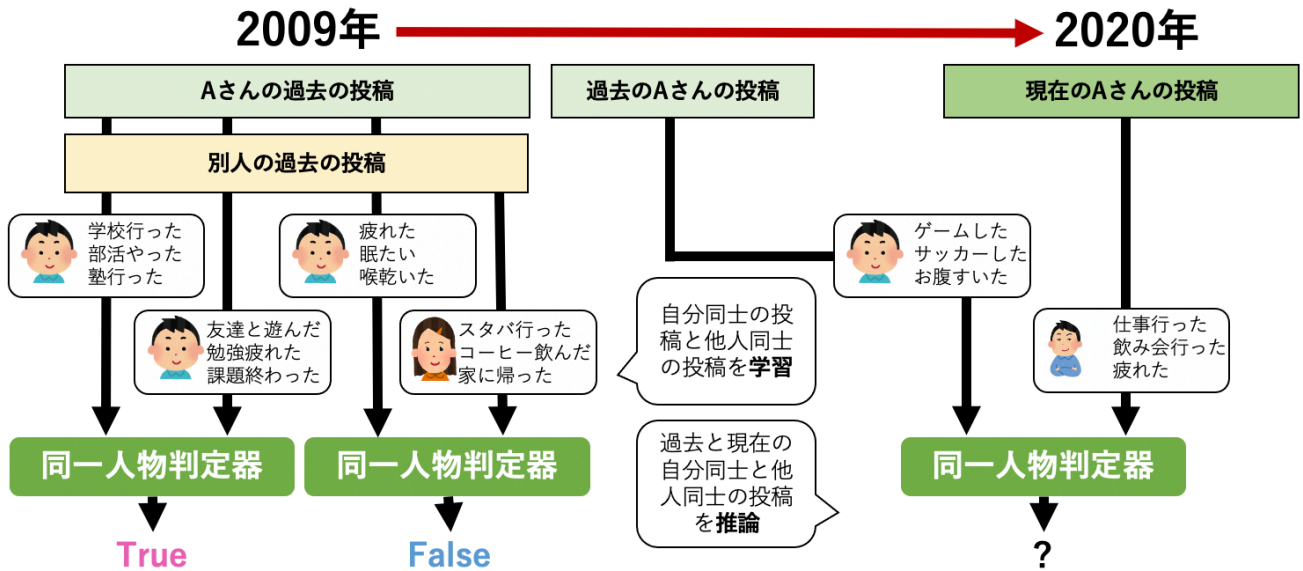 2009年
2020年
Aさんの過去の投稿
過去のAさんの投稿
現在のAさんの投稿
別人の過去の投稿
学校行った
部活やった
塾行った
疲れた
眠たい
喉乾いた
ゲームした
サッカーした
お腹すいた
友達と遊んだ
勉強疲れた
課題終わった
スタバ行った
コーヒー飲んだ
家に帰った
自分同士の投
稿と他人同士
の投稿を学習
仕事行った
飲み会行った
疲れた
過去と現在の
自分同士と他
人同士の投稿
を推論
同一人物判定器
同一人物判定器
同一人物判定器
True
False
?